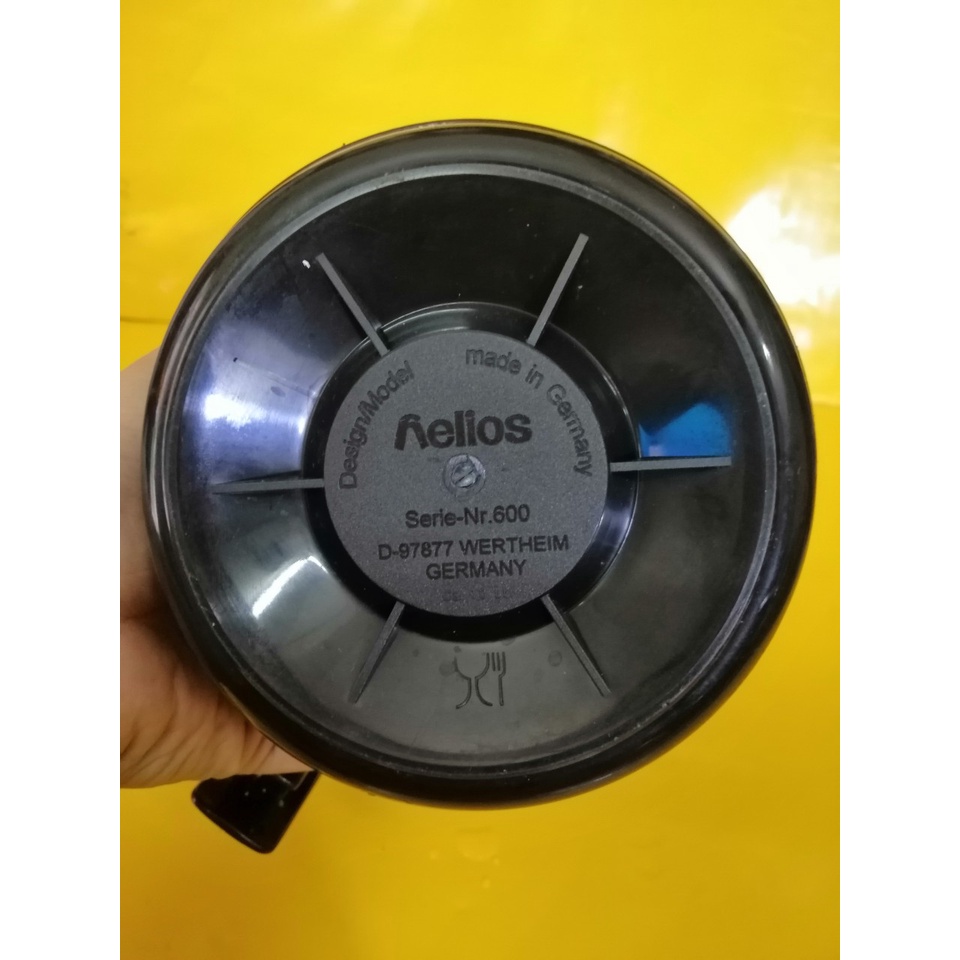 Design/Model
made in Germany
helios
Serie-Nr.600
D-97877 WERTHEIM
GERMANY